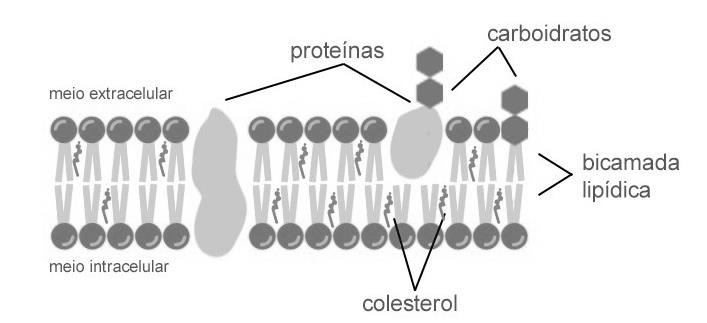 carboidratos
proteínas
meio extracelular
bicamada
lipídica
meio intracelular
colesterol